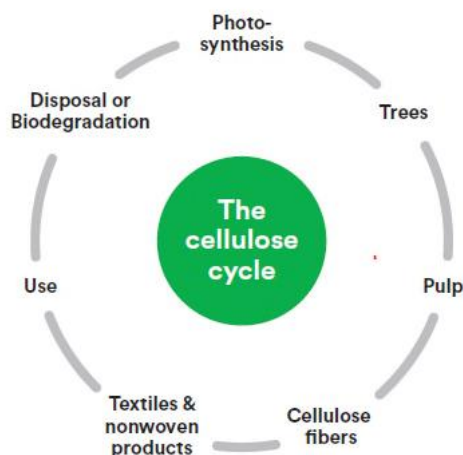 Photo-
synthesis
Trees
Pulp
Cellulose
fibers
Textiles &
nonwoven
products
Use
Disposal or
Biodegradation
The
cellulose
cycle